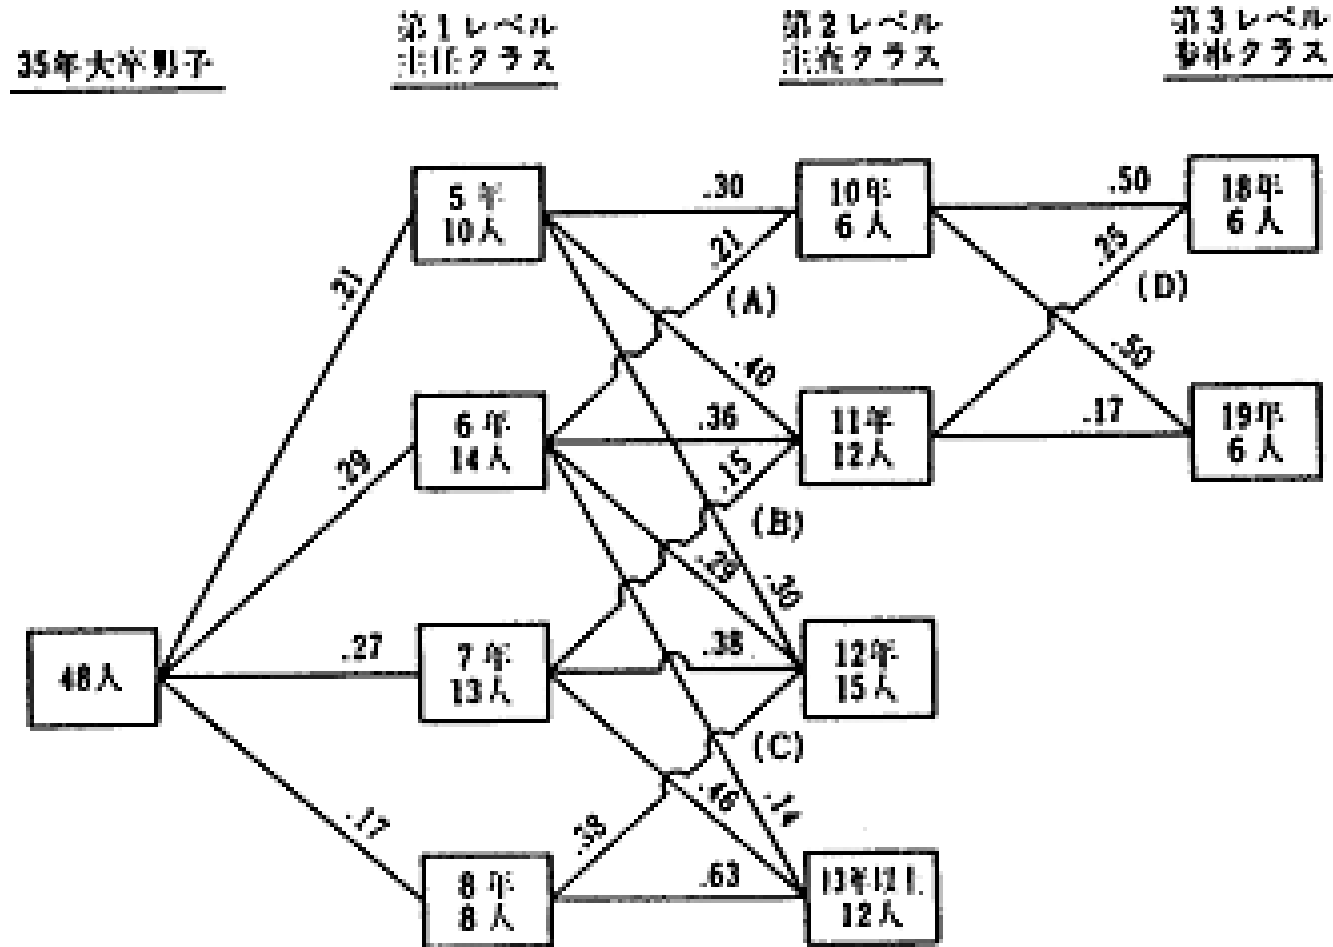 35年大卒男子
第1レベル
主任クラス
第2レベル
主査クラス
第3レベル
参事クラス
48人
.21
.29
.27
.17
5年
10人
6年
14人
7年
13人
8年
8人
.30
.21
(A)
.40
.36
.15
(B)
.29
.30
.38
(C)
.46
.14
.38
.63
10年
6人
11年
12人
12年
15人
13年以上
12人
.50
.25
(D)
.50
.17
18年
6人
19年
6人